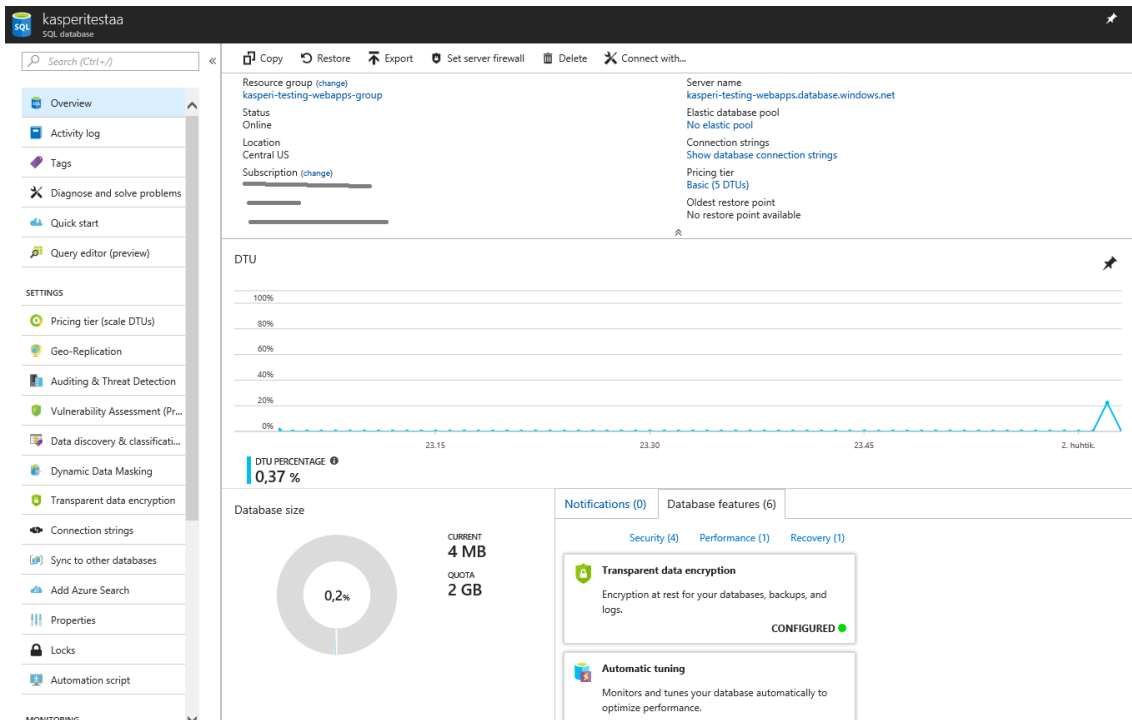 kasperitestaa
SQL database
Search (Ctrl+/)
Overview
Activity log
Tags
Diagnose and solve problems
Quick start
Query editor (preview)
SETTINGS
Pricing tier (scale DTUs)
Geo-Replication
Auditing & Threat Detection
Vulnerability Assessment (Pr...
Data discovery & classificati...
Dynamic Data Masking
Transparent data encryption
Connection strings
Sync to other databases
Add Azure Search
Properties
Locks
Automation script
MONITORING
Copy Restore Export Set server firewall Delete Connect with...
Resource group (change)
kasperi-testing-webapps-group
Status
Online
Location
Central US
Subscription (change)
Server name
kasperi-testing-webapps.database.windows.net
Elastic database pool
No elastic pool
Connection strings
Show database connection strings
Pricing tier
Basic (5 DTUs)
Oldest restore point
No restore point available
DTU
100%
80%
60%
40%
20%
0%
23.15 23.30 23.45 2. huhtik.
DTU PERCENTAGE
0,37 %
Database size
0,2%
CURRENT
4 MB
QUOTA
2 GB
Notifications (0) Database features (6)
Security (4) Performance (1) Recovery (1)
Transparent data encryption
Encryption at rest for your databases, backups, and
logs.
CONFIGURED
Automatic tuning
Monitors and tunes your database automatically to
optimize performance.